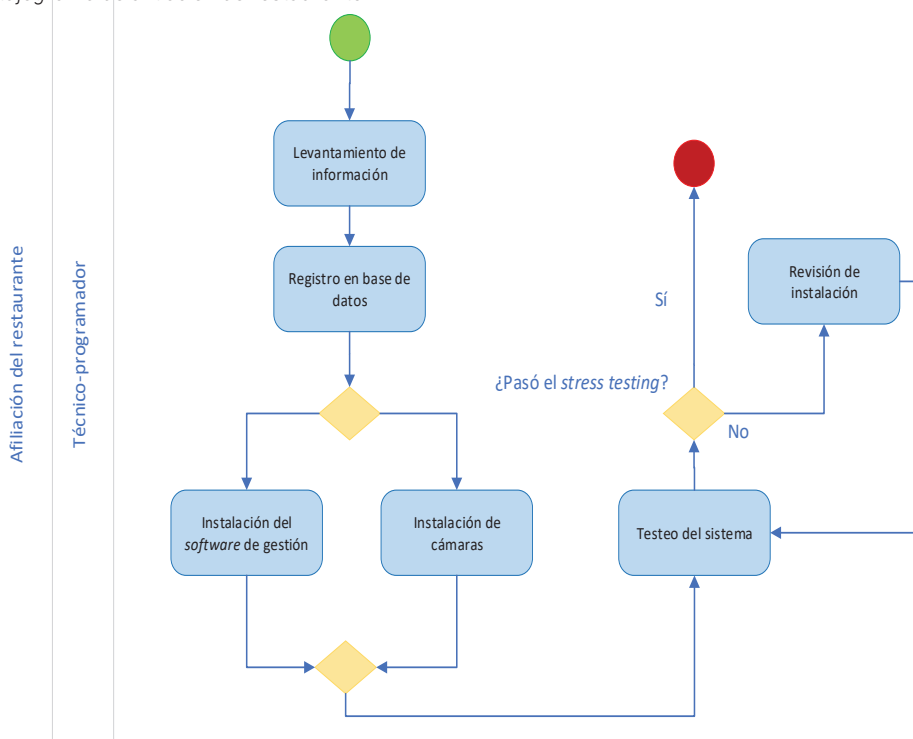 Afiliación del restaurante
Técnico-programador
Levantamiento de
información
Registro en base de
datos
Instalación del
software de gestión
Instalación de
cámaras
Testeo del sistema
¿Pasó el stress testing?
Sí
No
Revisión de
instalación